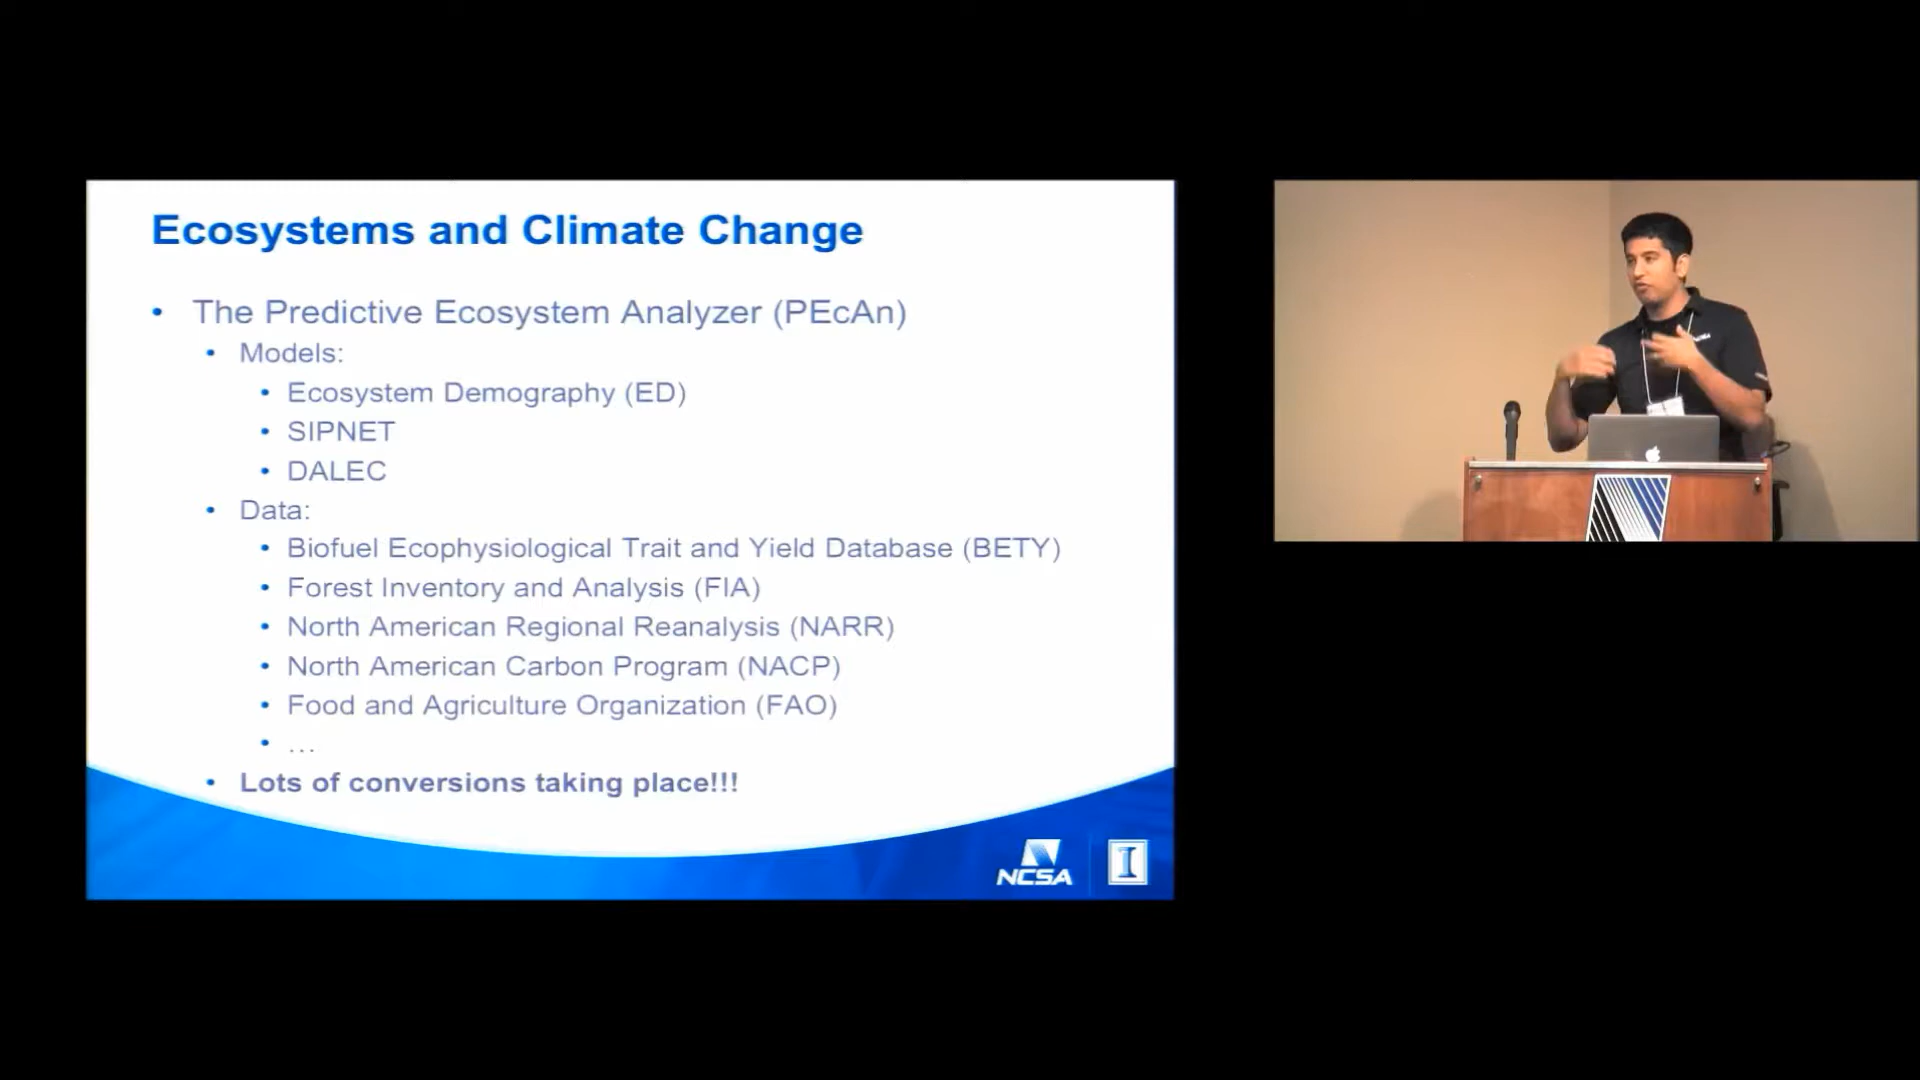 Ecosystems and Climate Change
• The Predictive Ecosystem Analyzer (PEcAn)
• Models:
• Ecosystem Demography (ED)
• SIPNET
• DALEC
• Data:
• Biofuel Ecophysiological Trait and Yield Database (BETY)
• Forest Inventory and Analysis (FIA)
• North American Regional Reanalysis (NARR)
• North American Carbon Program (NACP)
• Food and Agriculture Organization (FAO)
• ...
• Lots of conversions taking place!!!
NCSA
I